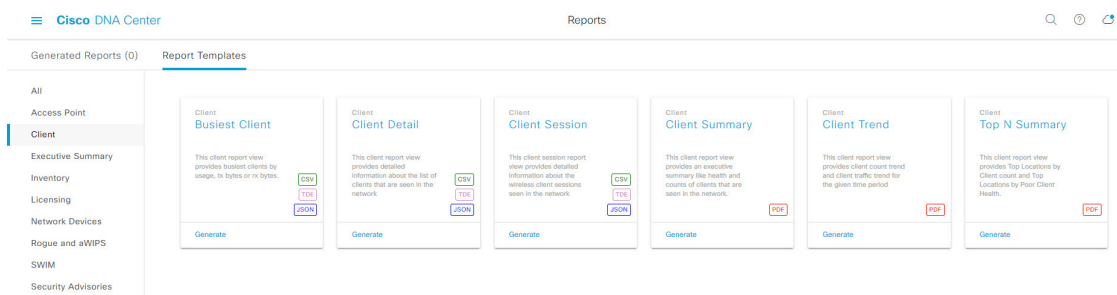 Cisco DNA Center
Reports
Generated Reports (0)
Report Templates
All
Access Point
Client
Executive Summary
Inventory
Licensing
Network Devices
Rogue and aWIPS
SWIM
Security Advisories
Client
Busiest Client
This client report view
provides busiest clients by
usage, tx bytes or rx bytes.
CSV
TDE
JSON
Generate
Client
Client Detail
This client report view
provides detailed
information about the list of
clients that are seen in the
network
CSV
TDE
JSON
Generate
Client
Client Session
This client session report
view provides detailed
information about the
wireless client sessions
seen in the network
CSV
TDE
JSON
Generate
Client
Client Summary
This client report view
provides an executive
summary like health and
counts of clients that are
seen in the network.
PDF
Generate
Client
Client Trend
This client report view
provides client count trend
and client traffic trend for
the given time period
PDF
Generate
Client
Top N Summary
This client report view
provides Top Locations by
Client count and Top
Locations by Poor Client
Health.
PDF
Generate